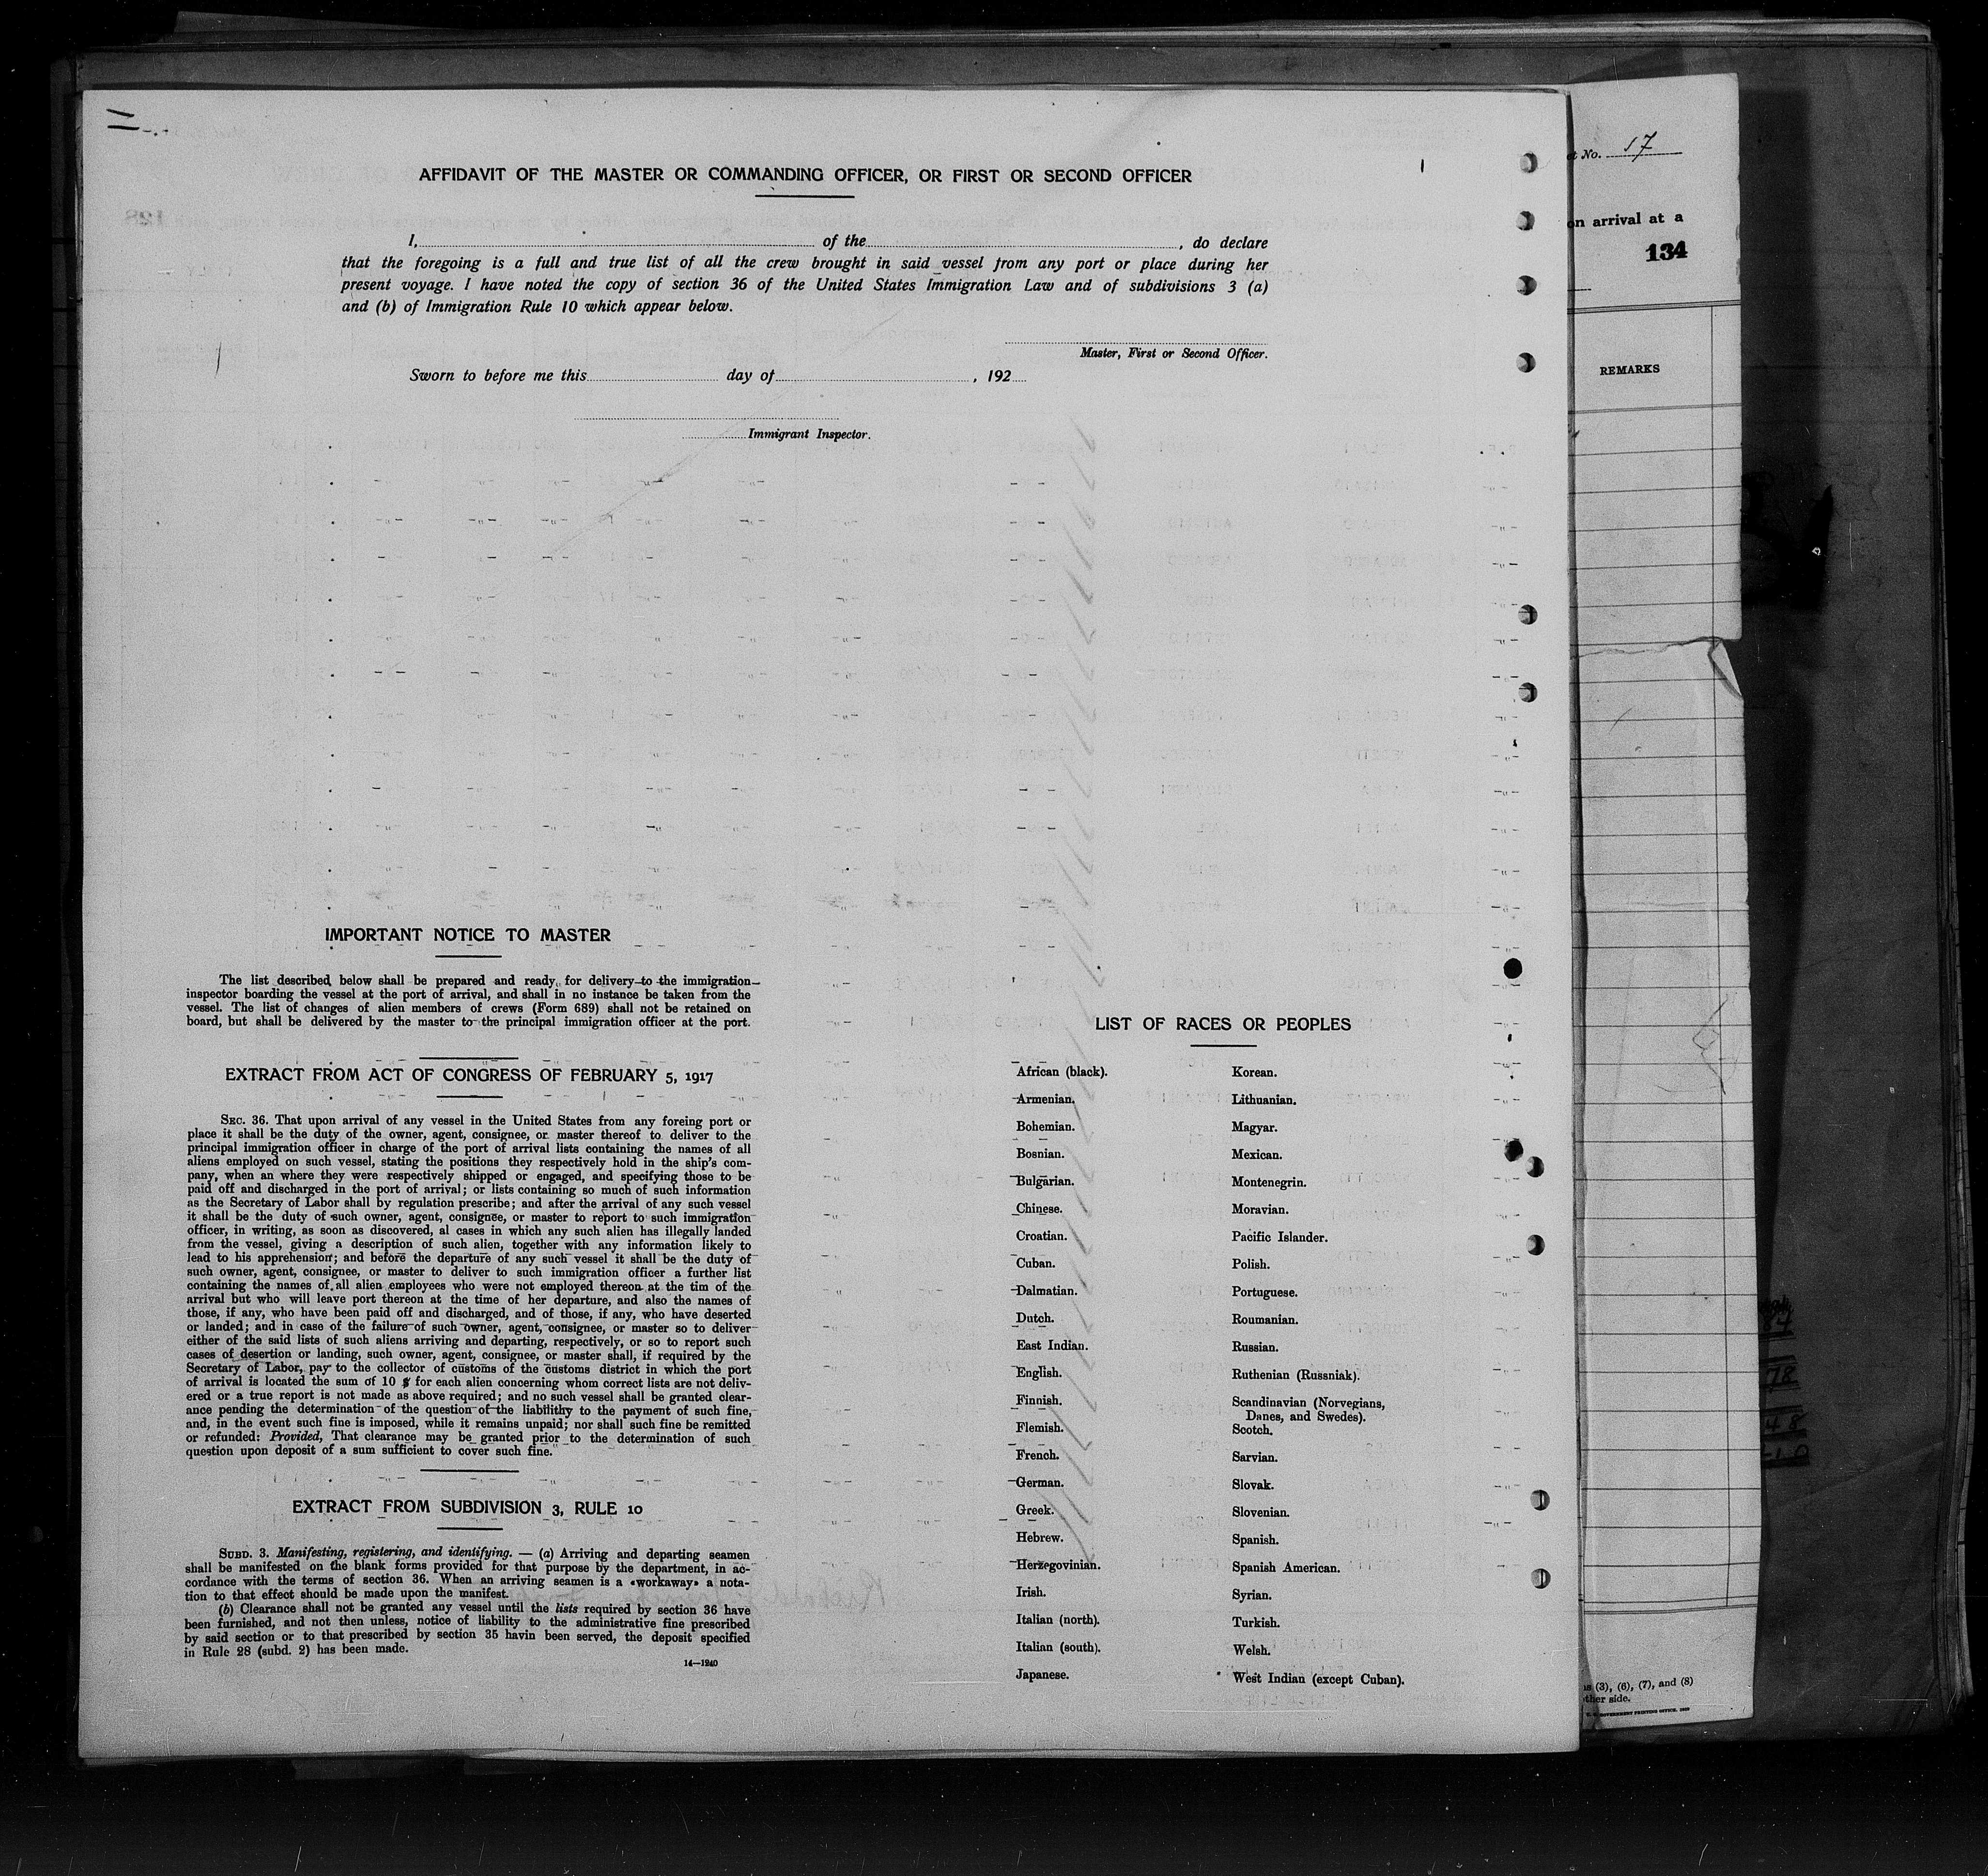 AFFIDAVIT OF THE MASTER OR COMMANDING OFFICER, OR FIRST OR SECOND OFFICER
I, of the , do declare
that the foregoing is a full and true list of all the crew brought in said vessel from any port or place during her
present voyage. I have noted the copy of section 36 of the United States Immigration Law and of subdivisions 3 (a)
and (b) of Immigration Rule 10 which appear below.
Master, First or Second Officer.
Sworn to before me this day of , 192
Immigrant Inspector.
IMPORTANT NOTICE TO MASTER
The list described below shall be prepared and ready for delivery to the immigration
inspector boarding the vessel at the port of arrival, and shall in no instance be taken from the
vessel. The list of changes of alien members of crews (Form 689) shall not be retained on
board, but shall be delivered by the master to the principal immigration officer at the port.
EXTRACT FROM ACT OF CONGRESS OF FEBRUARY 5, 1917
SEC. 36. That upon arrival of any vessel in the United States from any foreing port or
place it shall be the duty of the owner, agent, consignee, or master thereof to deliver to the
principal immigration officer in charge of the port of arrival lists containing the names of all
aliens employed on such vessel, stating the positions they respectively hold in the ship's com-
pany, when an where they were respectively shipped or engaged, and specifying those to be
paid off and discharged in the port of arrival; or lists containing so much of such information
as the Secretary of Labor shall by regulation prescribe; and after the arrival of any such vessel
it shall be the duty of such owner, agent, consignee, or master to report to such immigration
officer, in writing, as soon as discovered, al cases in which any such alien has illegally landed
from the vessel, giving a description of such alien, together with any information likely to
lead to his apprehension; and before the departure of any such vessel it shall be the duty of
such owner, agent, consignee, or master to deliver to such immigration officer a further list
containing the names of all alien employees who were not employed thereon at the tim of the
arrival but who will leave port thereon at the time of her departure, and also the names of
those, if any, who have been paid off and discharged, and of those, if any, who have deserted
or landed; and in case of the failure of such owner, agent, consignee, or master so to deliver
either of the said lists of such aliens arriving and departing, respectively, or so to report such
cases of desertion or landing, such owner, agent, consignee, or master shall, if required by the
Secretary of Labor, pay to the collector of customs of the customs district in which the port
of arrival is located the sum of 10 $ for each alien concerning whom correct lists are not deliv-
ered or a true report is not made as above required; and no such vessel shall be granted clear-
ance pending the determination of the question of the liabilithy to the payment of such fine,
and, in the event such fine is imposed, while it remains unpaid; nor shall such fine be remitted
or refunded: Provided, That clearance may be granted prior to the determination of such
question upon deposit of a sum sufficient to cover such fine.
EXTRACT FROM SUBDIVISION 3, RULE 10
SUBD. 3. Manifesting, registering, and identifying. — (a) Arriving and departing seamen
shall be manifested on the blank forms provided for that purpose by the department, in ac-
cordance with the terms of section 36. When an arriving seamen is a «workaway» a nota-
tion to that effect should be made upon the manifest.
(b) Clearance shall not be granted any vessel until the lists required by section 36 have
been furnished, and not then unless, notice of liability to the administrative fine prescribed
by said section or to that prescribed by section 35 havin been served, the deposit specified
in Rule 28 (subd. 2) has been made.
14—1240
LIST OF RACES OR PEOPLES
African (black).
Armenian.
Bohemian.
Bosnian.
Bulgarian.
Chinese.
Croatian.
Cuban.
Dalmatian.
Dutch.
East Indian.
English.
Finnish.
Flemish.
French.
German.
Greek.
Hebrew.
Herzegovinian.
Irish.
Italian (north).
Italian (south).
Japanese.
Korean.
Lithuanian.
Magyar.
Mexican.
Montenegrin.
Moravian.
Pacific Islander.
Polish.
Portuguese.
Roumanian.
Russian.
Ruthenian (Russniak).
Scandinavian (Norvegians,
Danes, and Swedes).
Scotch.
Sarvian.
Slovak.
Slovenian.
Spanish.
Spanish American.
Syrian.
Turkish.
Welsh.
West Indian (except Cuban).
No. 17
on arrival at a
134
REMARKS
(3), (6), (7), and (8)
other side.
GOVERNMENT PRINTING OFFICE